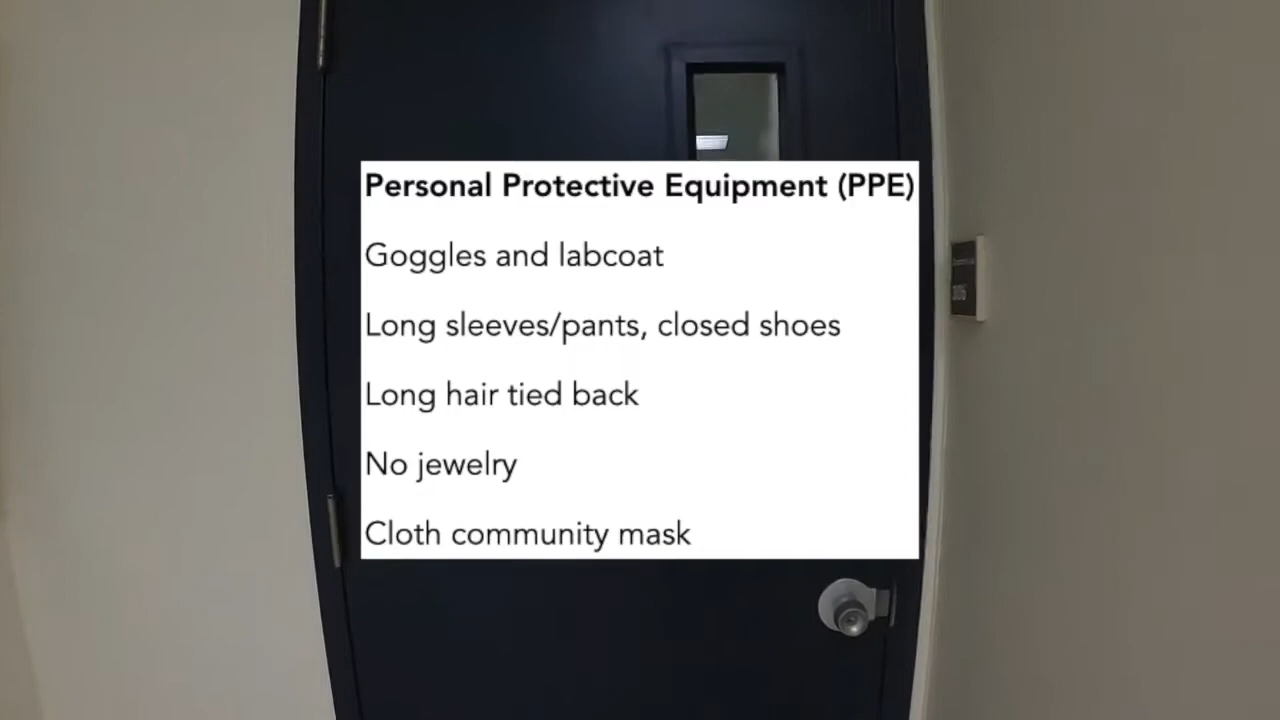 Personal Protective Equipment (PPE)
Goggles and labcoat
Long sleeves/pants, closed shoes
Long hair tied back
No jewelry
Cloth community mask